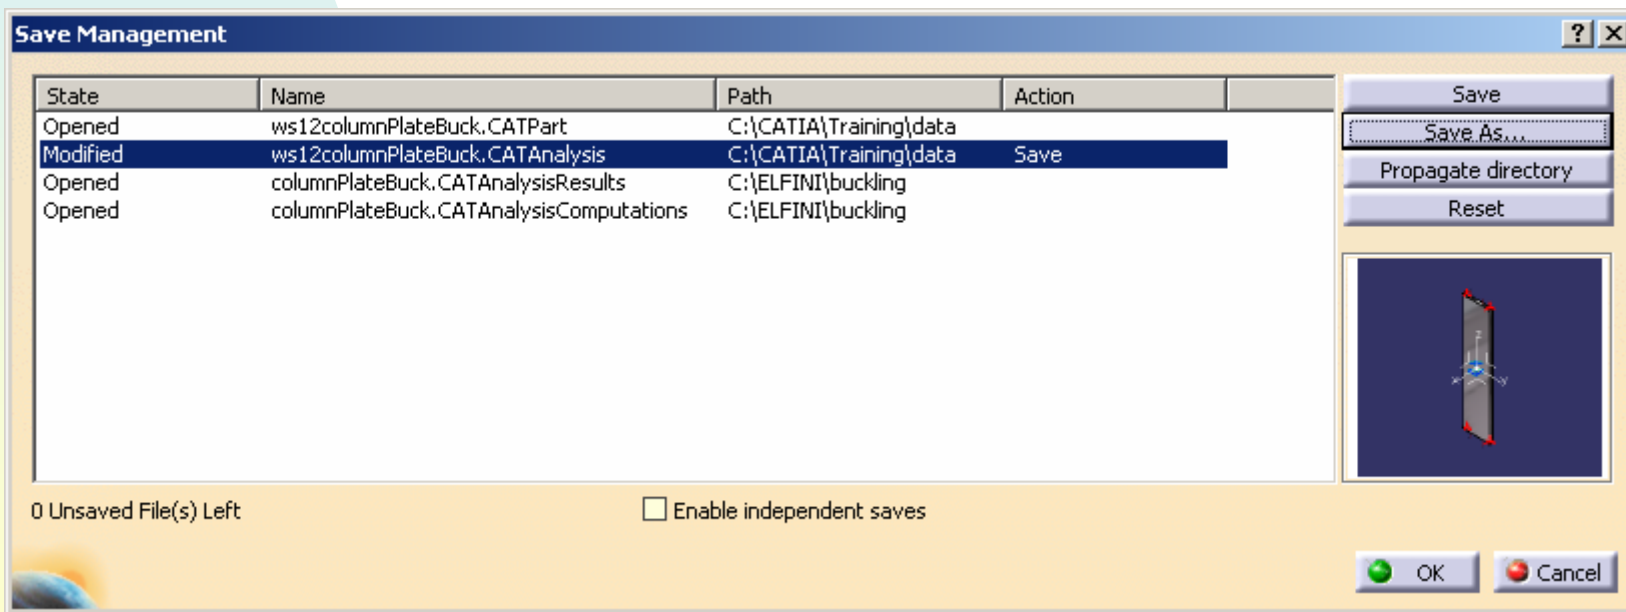 Save Management
State Name Path Action
Opened ws12columnPlateBuck.CATPart C:\CATIA\Training\data
Modified ws12columnPlateBuck.CATAnalysis C:\CATIA\Training\data Save
Opened columnPlateBuck.CATAnalysisResults C:\ELFINI\buckling
Opened columnPlateBuck.CATAnalysisComputations C:\ELFINI\buckling
Save
Save As...
Propagate directory
Reset
z
x y
0 Unsaved File(s) Left
Enable independent saves
OK Cancel